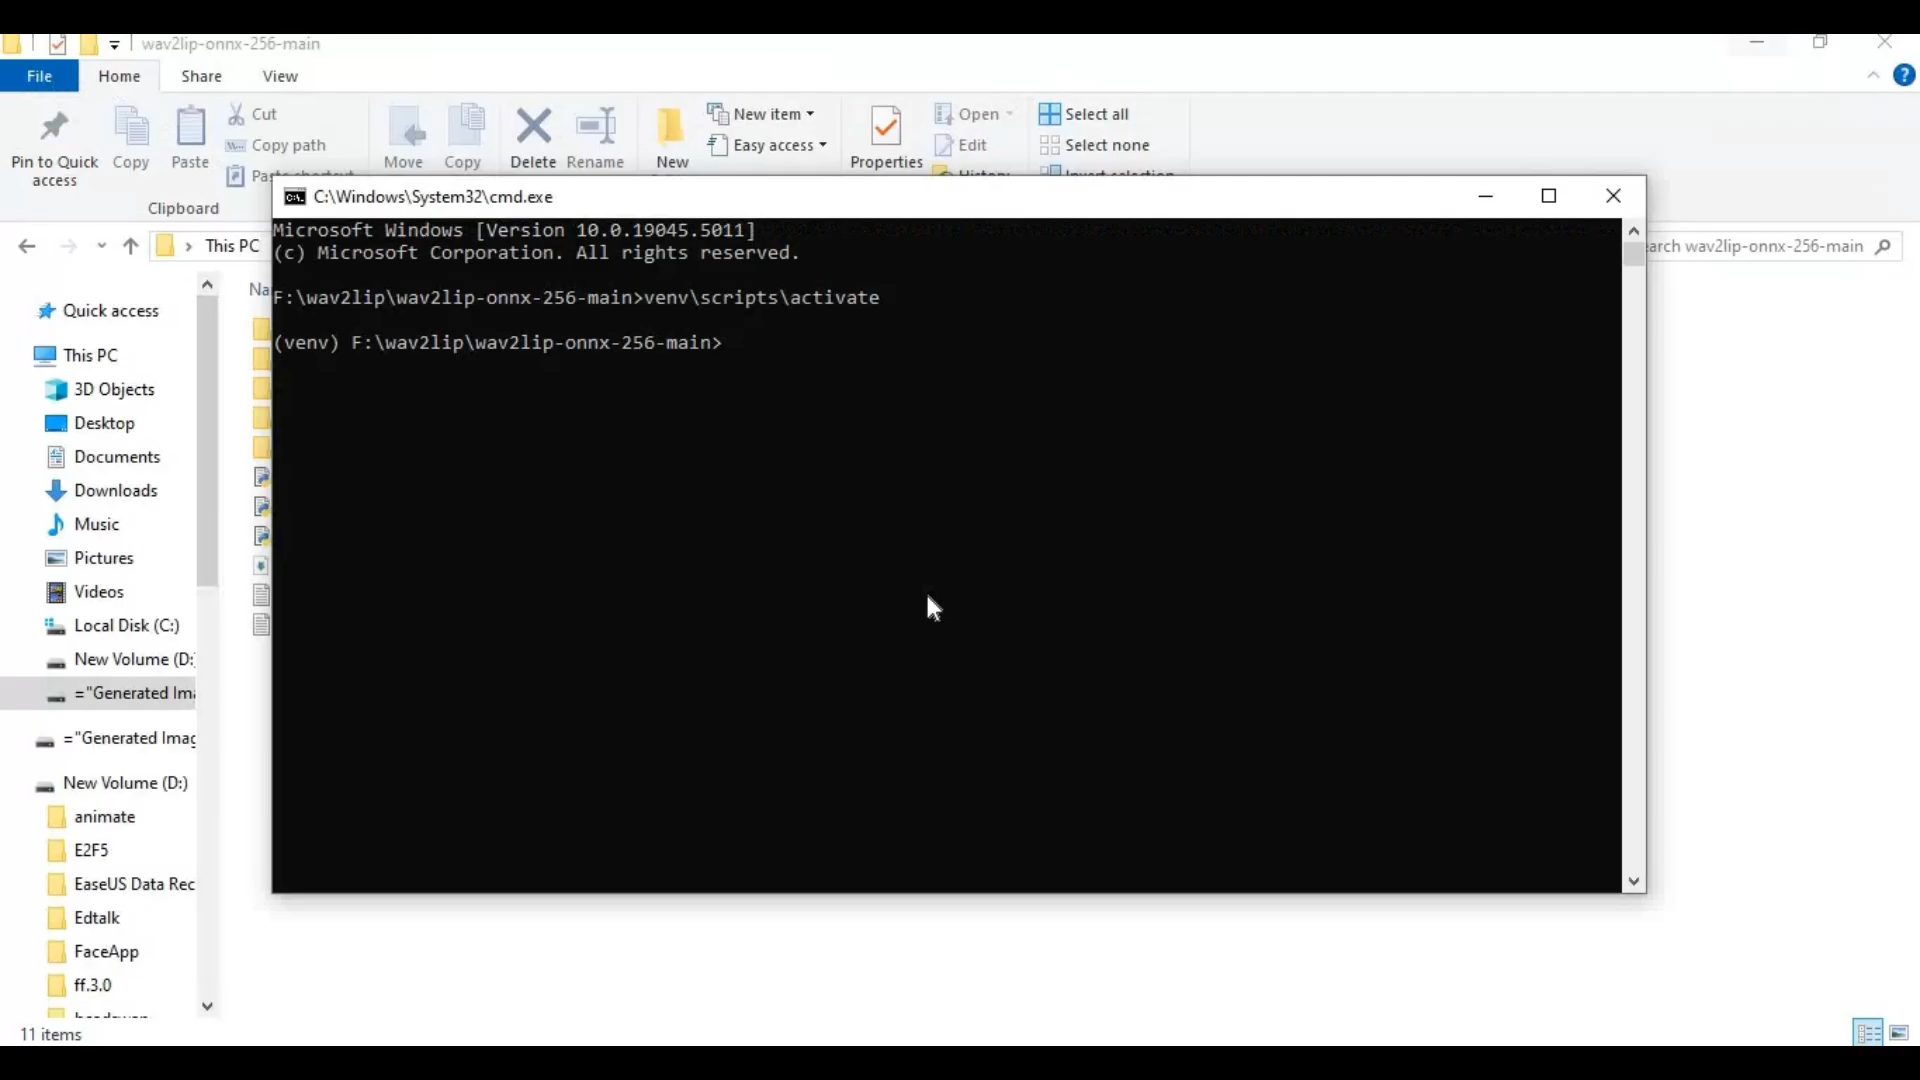 wav2lip-onnx-256-main
File
Home
Share
View
Pin to Quick
access
Copy
Paste
Cut
Copy path
Clipboard
Move
Copy
Delete
Rename
New
New item
Easy access
Properties
Open
Edit
Select all
Select none
This PC
arch wav2lip-onnx-256-main
C:\Windows\System32\cmd.exe
Microsoft Windows [Version 10.0.19045.5011]
(c) Microsoft Corporation. All rights reserved.
F:\wav2lip\wav2lip-onnx-256-main>venv\scripts\activate
(venv) F:\wav2lip\wav2lip-onnx-256-main>
Quick access
This PC
3D Objects
Desktop
Documents
Downloads
Music
Pictures
Videos
Local Disk (C:)
New Volume (D:
="Generated Ima
="Generated Imag
New Volume (D:)
animate
E2F5
EaseUS Data Rec
Edtalk
FaceApp
ff.3.0
11 items